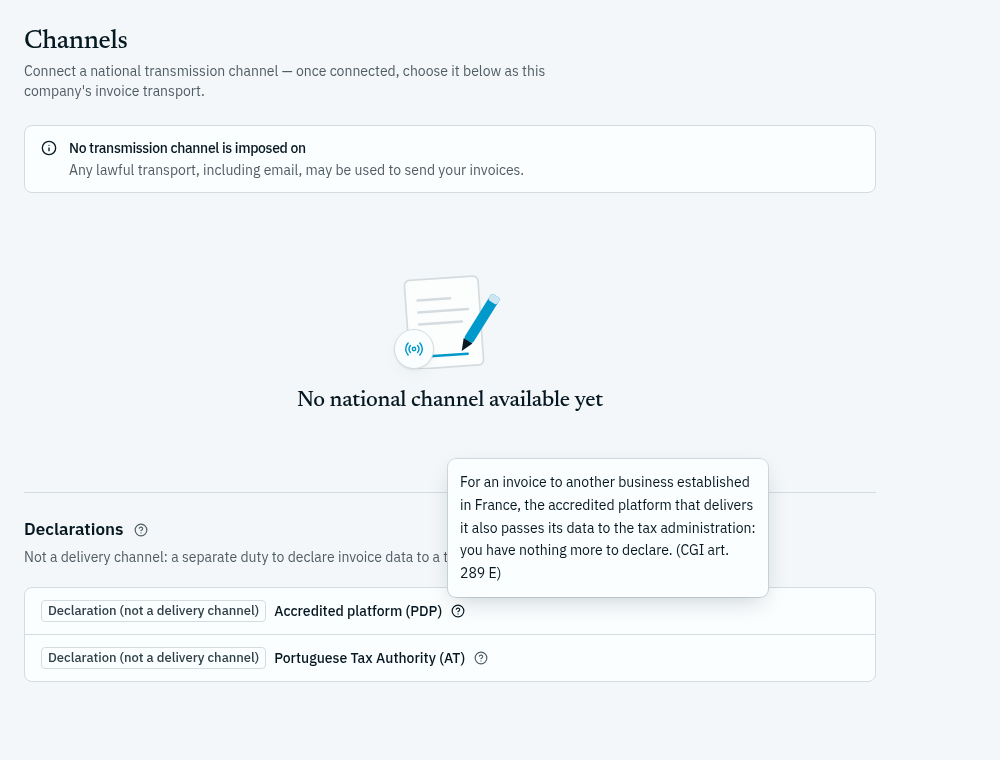 Channels
Connect a national transmission channel — once connected, choose it below as this
company's invoice transport.
No transmission channel is imposed on
Any lawful transport, including email, may be used to send your invoices.
No national channel available yet
For an invoice to another business established
in France, the accredited platform that delivers
it also passes its data to the tax administration:
you have nothing more to declare. (CGI art.
289 E)
Declarations
Not a delivery channel: a separate duty to declare invoice data to a
Declaration (not a delivery channel) Accredited platform (PDP)
Declaration (not a delivery channel) Portuguese Tax Authority (AT)